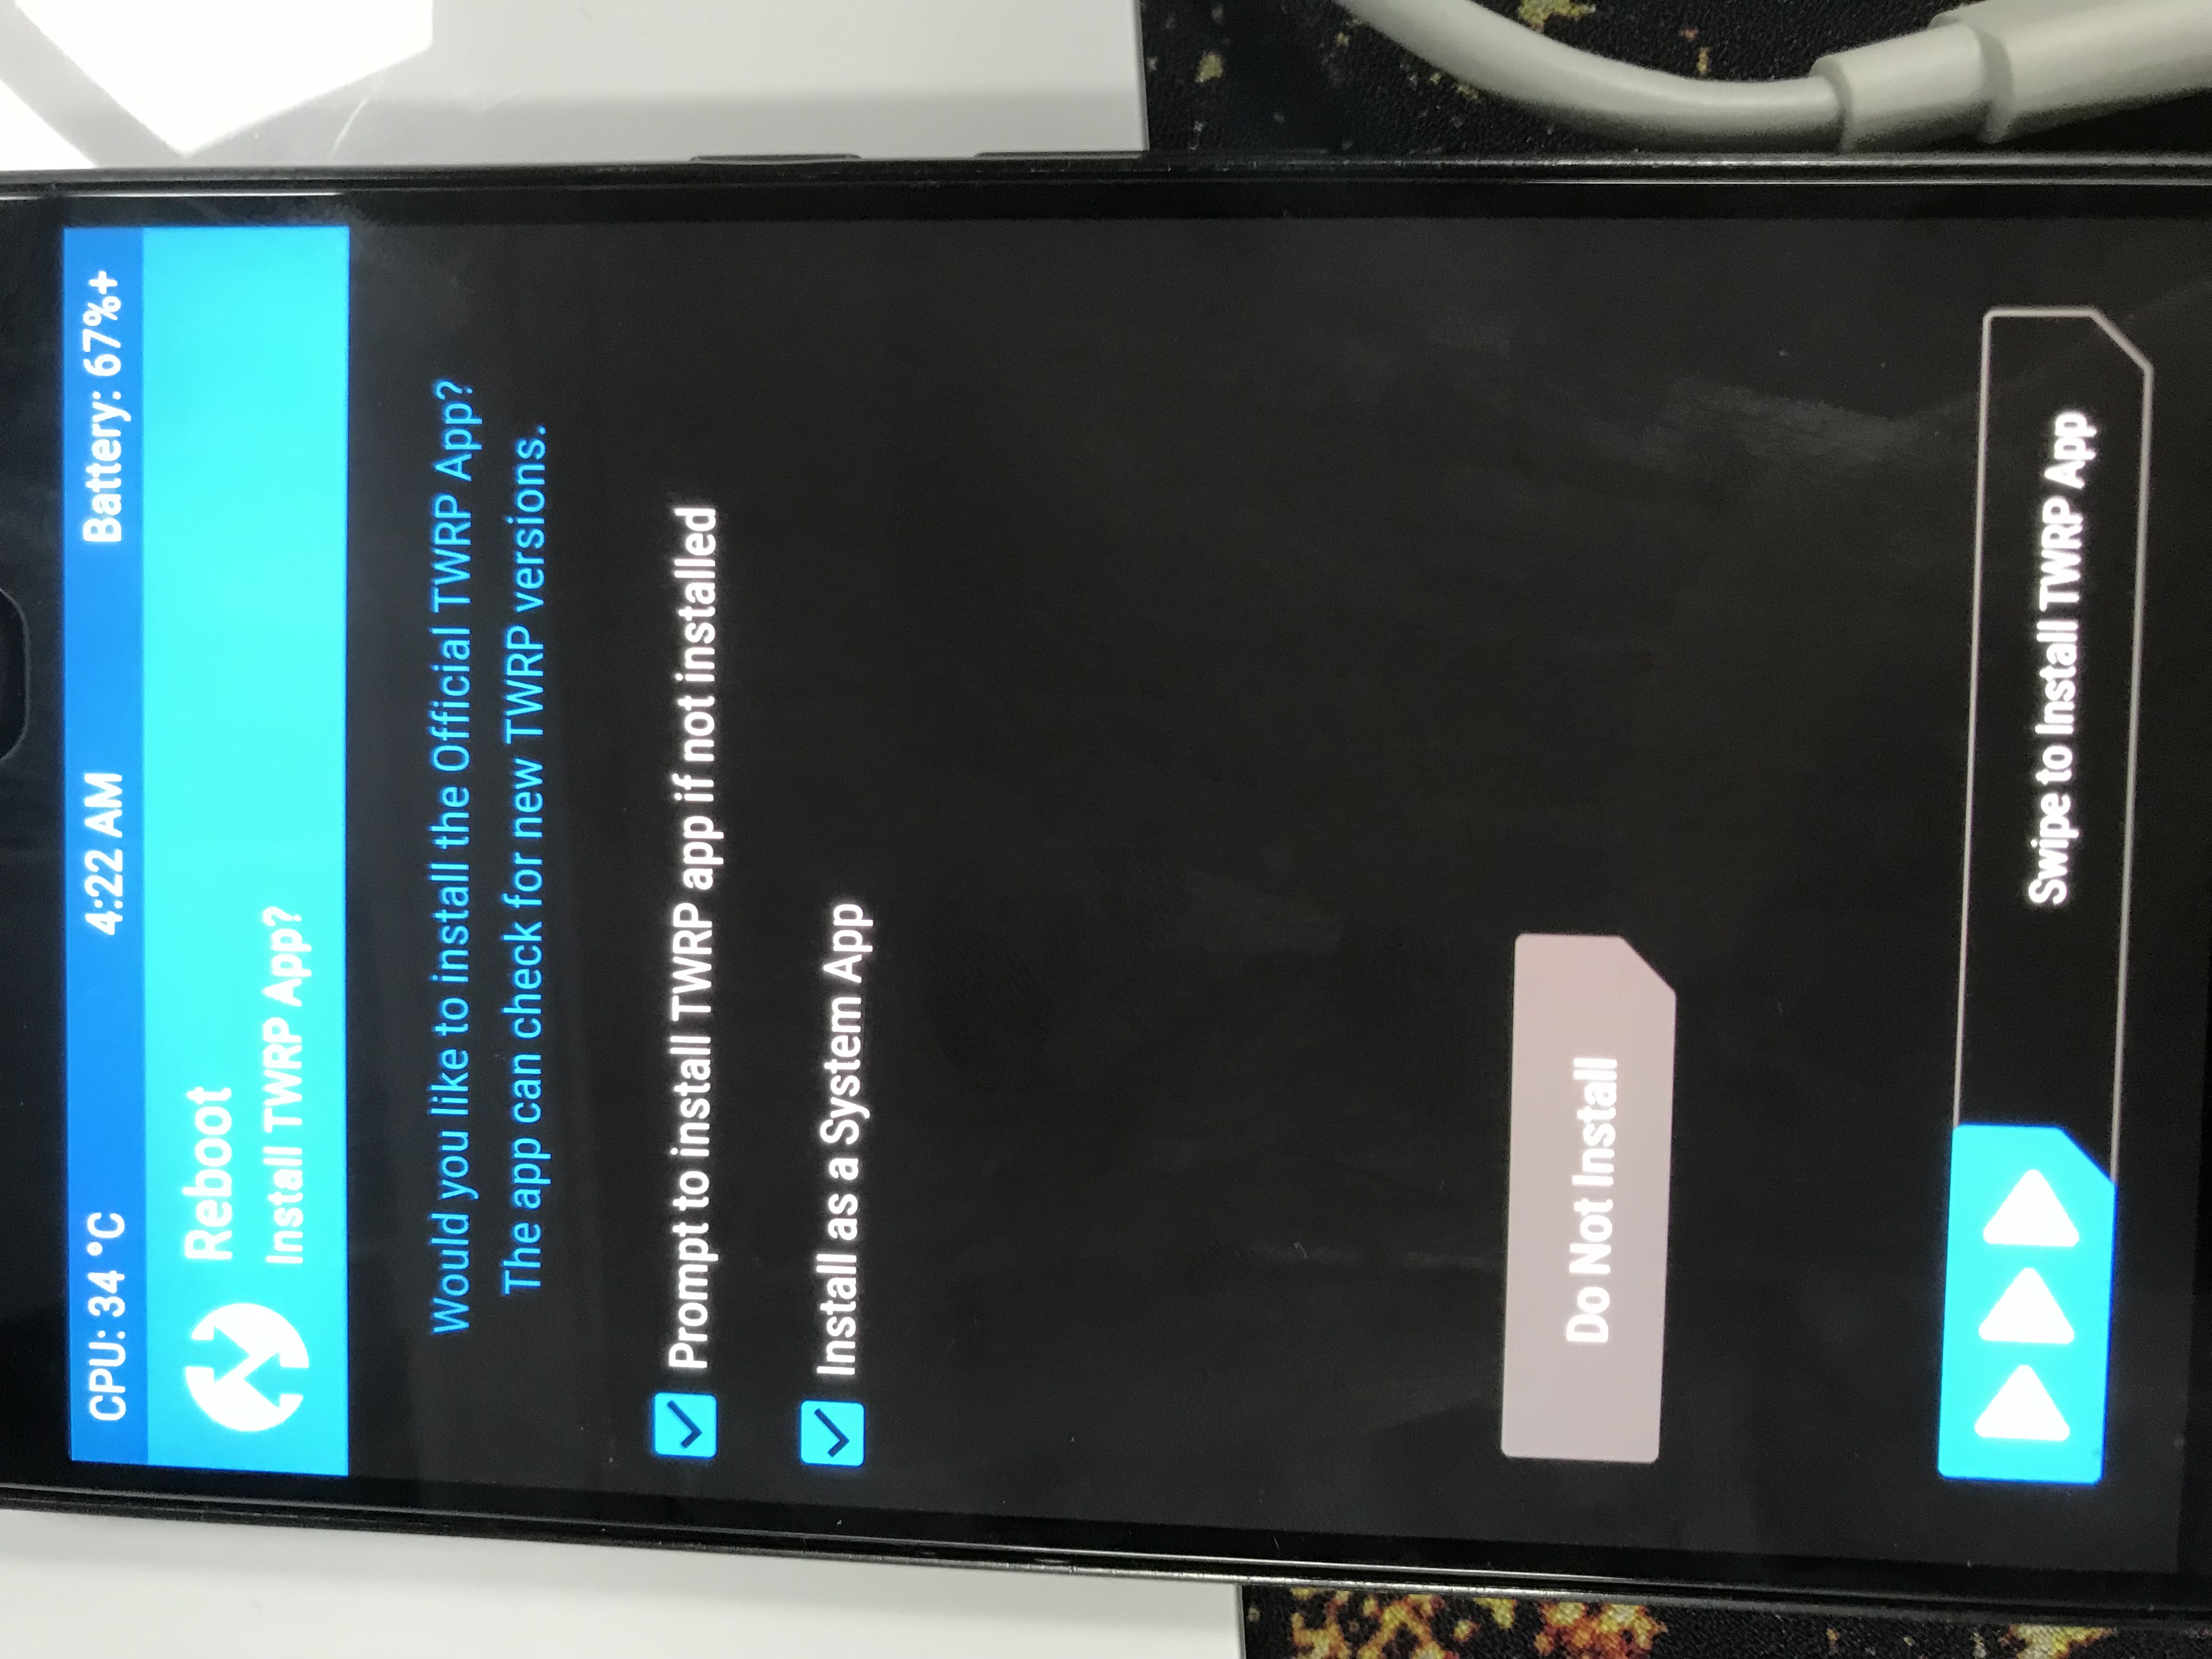 CPU: 34 °C 4:22 AM Battery: 67%+
Reboot
Install TWRP App?
Would you like to install the Official TWRP App?
The app can check for new TWRP versions.
Prompt to install TWRP app if not installed
Install as a System App
Do Not Install
Swipe to Install TWRP App